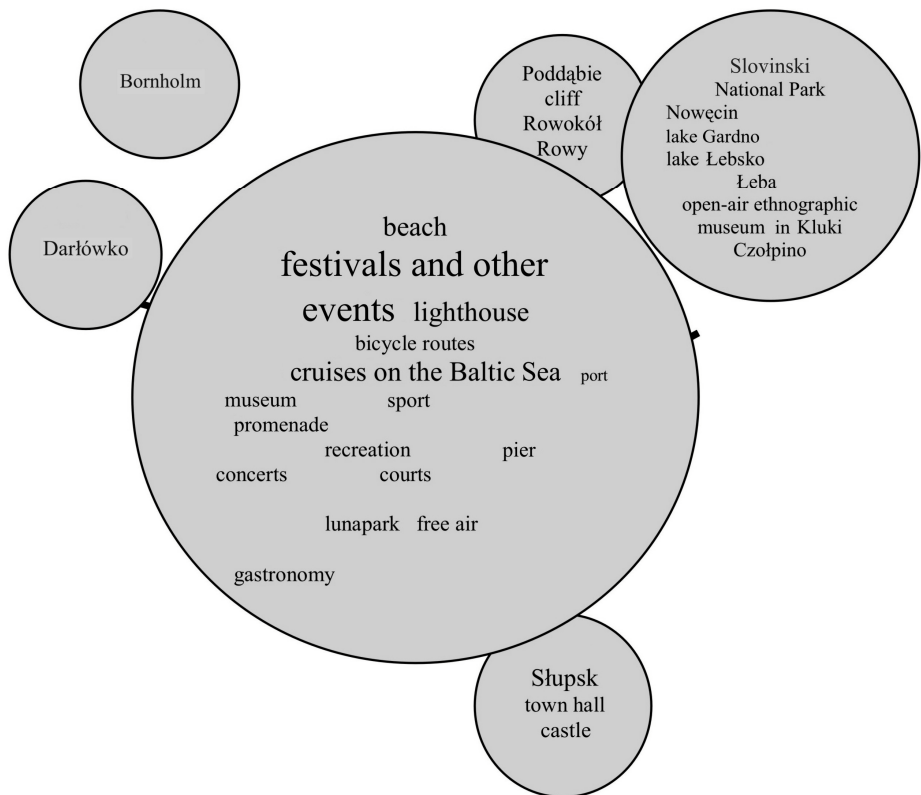 Bornholm
Poddąbie
cliff
Rowokół
Rowy
Slovinski
National Park
Nowęcin
lake Gardno
lake Łebsko
Łeba
open-air ethnographic
museum in Kluki
Czołpino
Darłówko
beach
festivals and other
events lighthouse
bicycle routes
cruises on the Baltic Sea port
museum sport
promenade
recreation pier
concerts courts
lunapark free air
gastronomy
Słupsk
town hall
castle